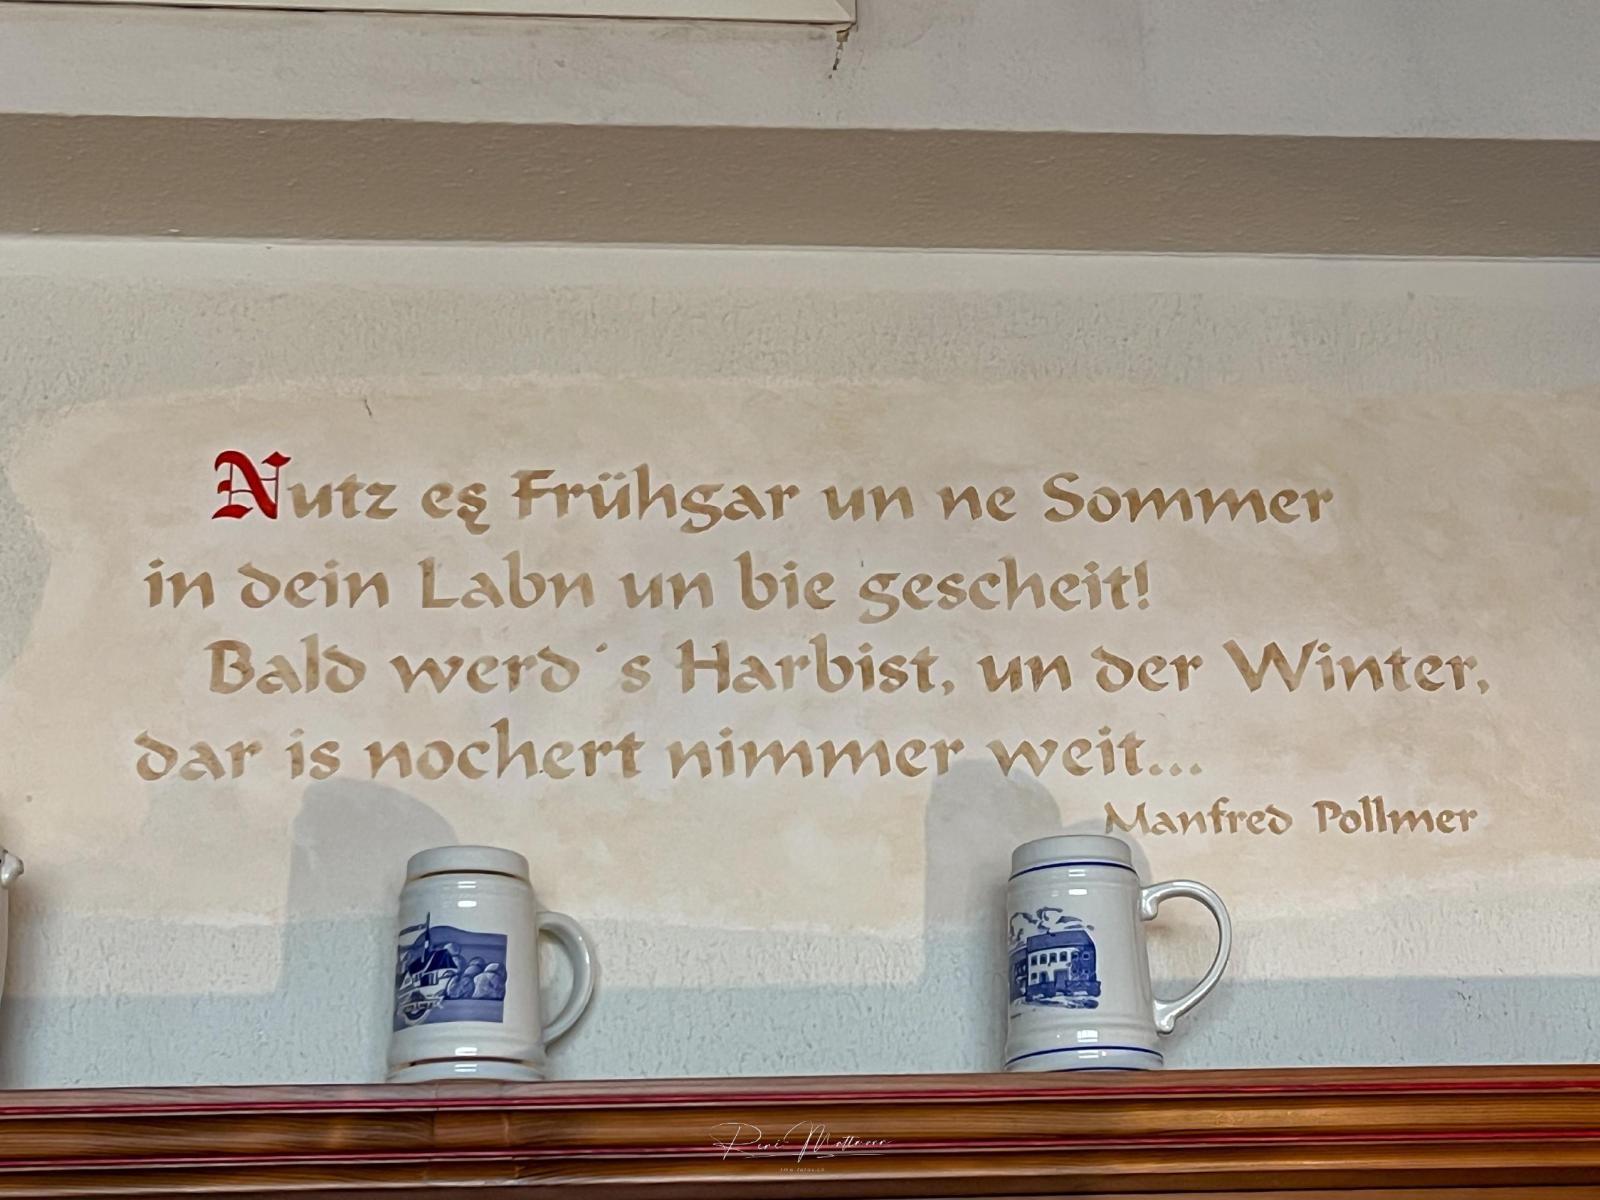 Nutz es Frühgar un ne Sommer
in dein Labn un bie gescheit!
Bald werd´s Harbist, un der Winter,
dar is nochert nimmer weit...
Manfred Pollmer